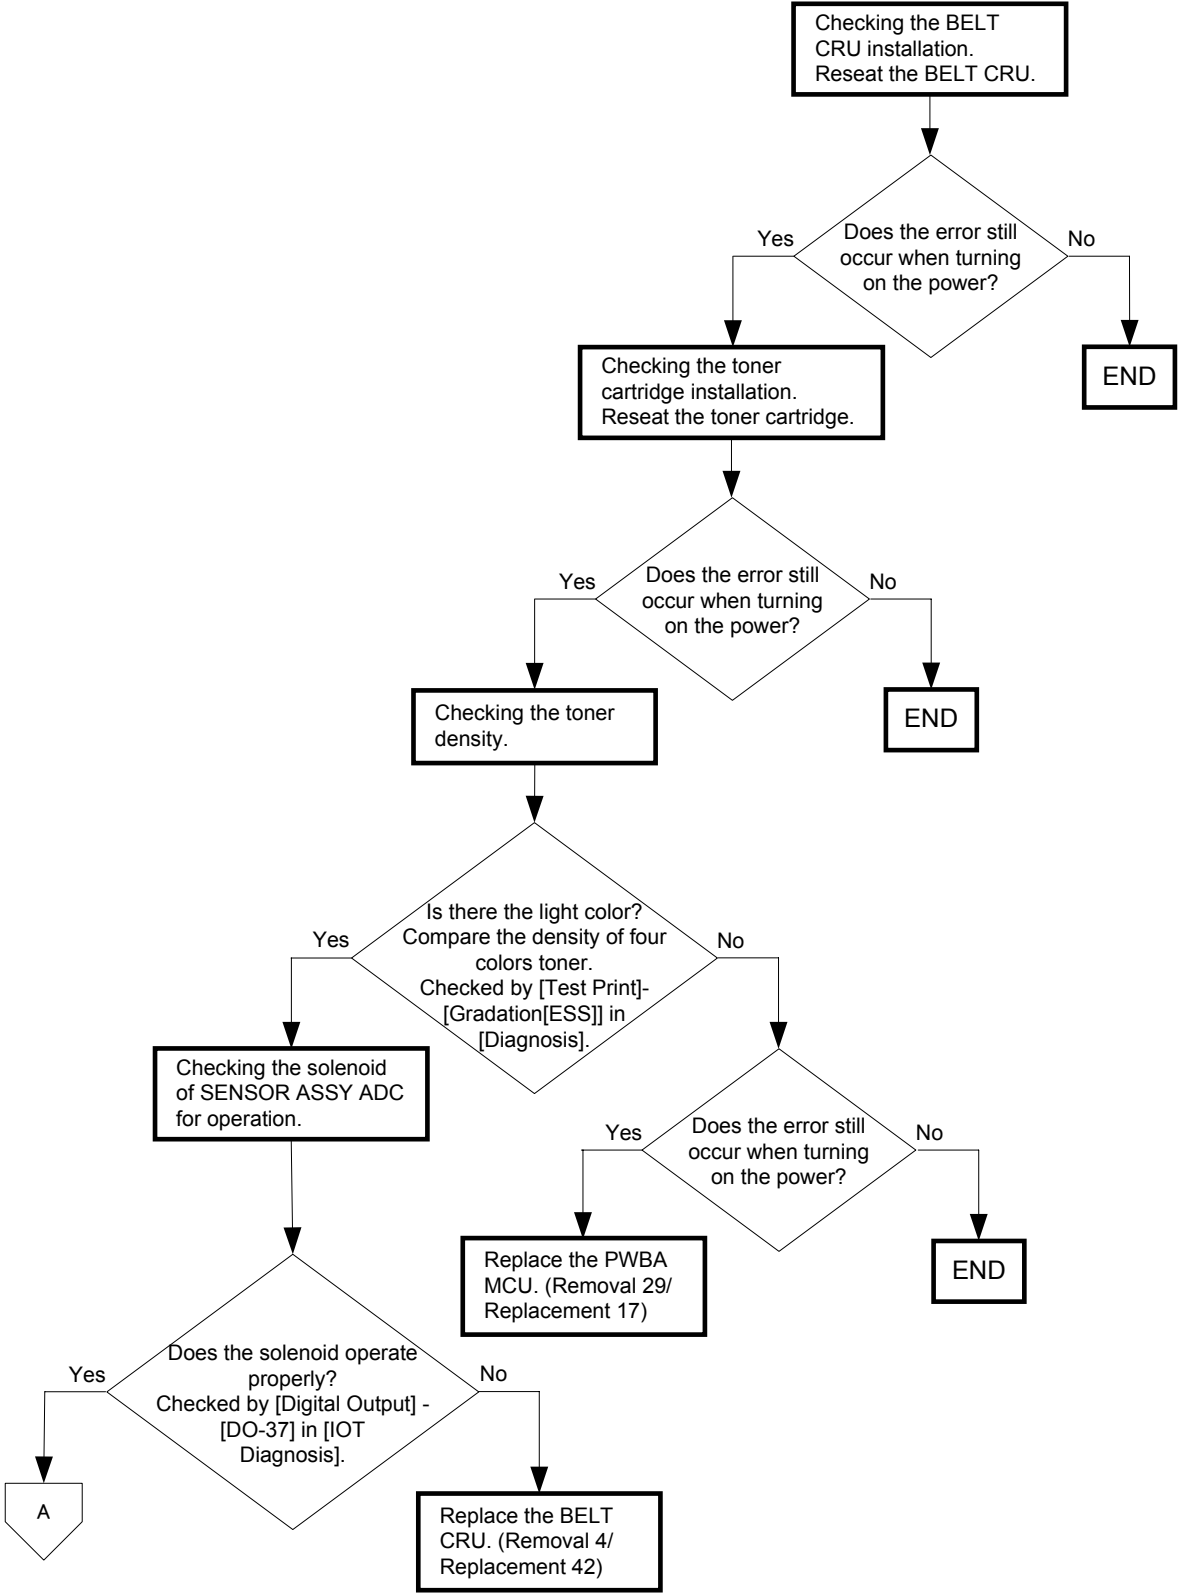 Checking the BELT
CRU installation.
Reseat the BELT CRU.
Does the error still
occur when turning
on the power?
Yes
No
END
Checking the toner
cartridge installation.
Reseat the toner cartridge.
Does the error still
occur when turning
on the power?
Yes
No
END
Checking the toner
density.
Is there the light color?
Compare the density of four
colors toner.
Checked by [Test Print]-
[Gradation[ESS]] in
[Diagnosis].
Yes
No
Checking the solenoid
of SENSOR ASSY ADC
for operation.
Does the error still
occur when turning
on the power?
Yes
No
Replace the PWBA
MCU. (Removal 29/
Replacement 17)
END
Does the solenoid operate
properly?
Checked by [Digital Output] -
[DO-37] in [IOT
Diagnosis].
Yes
No
A
Replace the BELT
CRU. (Removal 4/
Replacement 42)